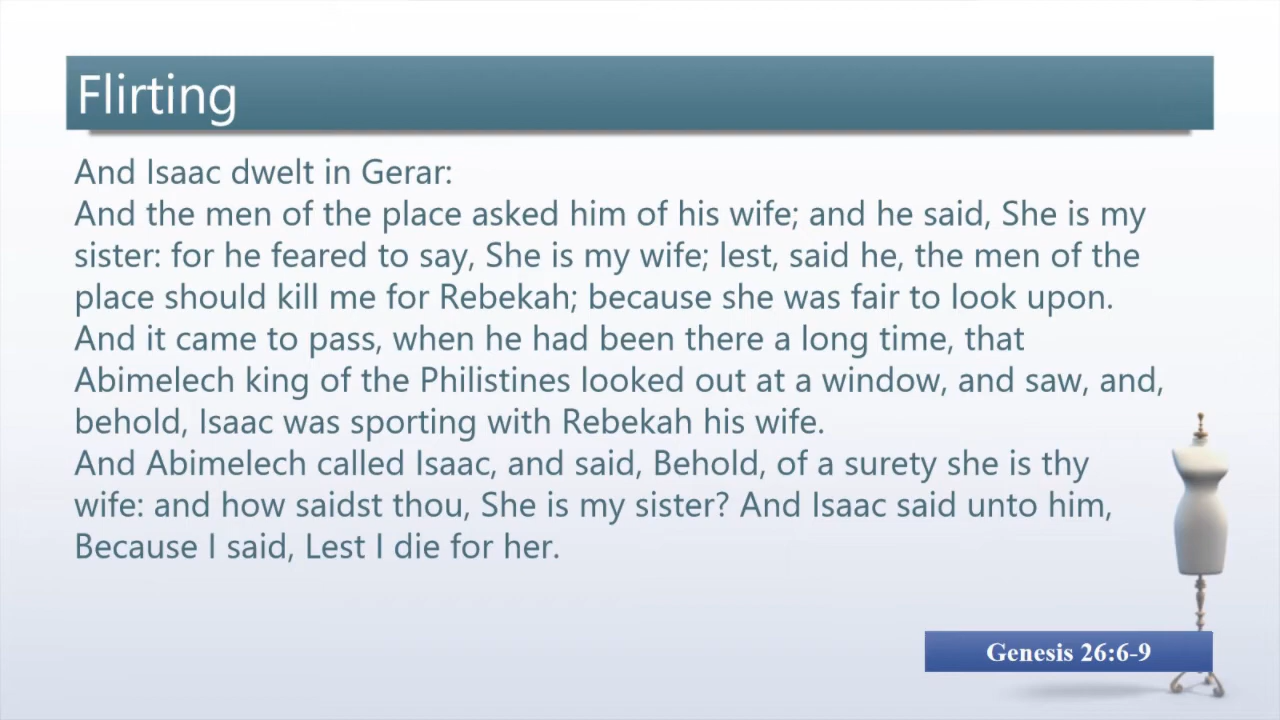 Flirting
And Isaac dwelt in Gerar:
And the men of the place asked him of his wife; and he said, She is my
sister: for he feared to say, She is my wife; lest, said he, the men of the
place should kill me for Rebekah; because she was fair to look upon.
And it came to pass, when he had been there a long time, that
Abimelech king of the Philistines looked out at a window, and saw, and,
behold, Isaac was sporting with Rebekah his wife.
And Abimelech called Isaac, and said, Behold, of a surety she is thy
wife: and how saidst thou, She is my sister? And Isaac said unto him,
Because I said, Lest I die for her.
Genesis 26:6-9